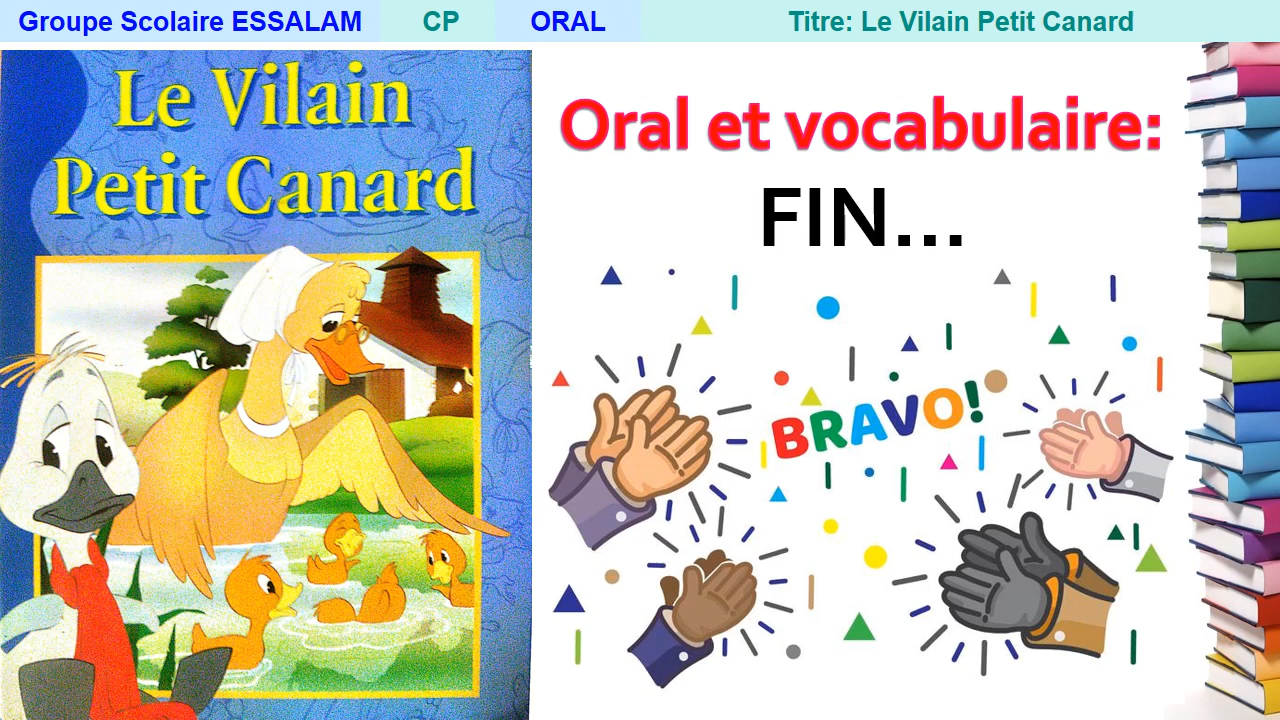 Groupe Scolaire ESSALAM CP ORAL Titre: Le Vilain Petit Canard
Le Vilain
Petit Canard
Oral et vocabulaire:
FIN...
BRAVO!